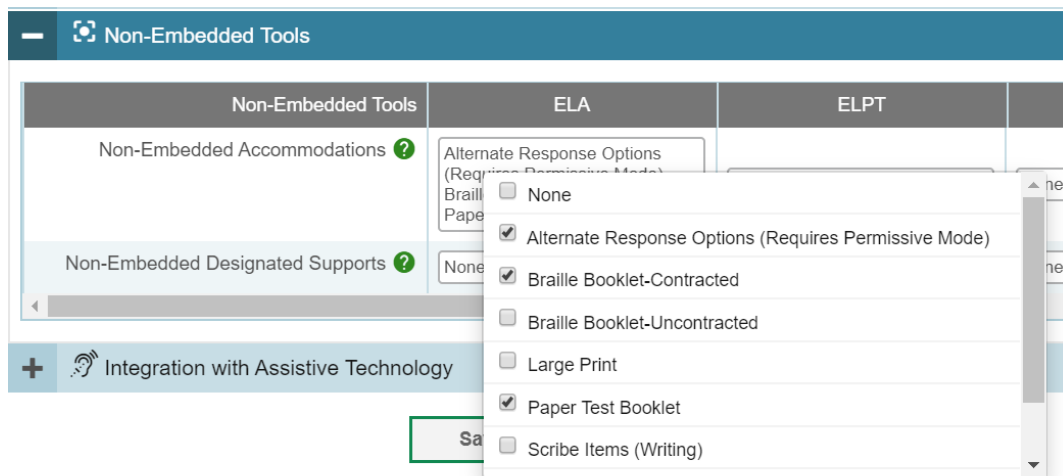 Non-Embedded Tools
Non-Embedded Tools ELA ELPT
Non-Embedded Accommodations ?
Alternate Response Options
None
Alternate Response Options (Requires Permissive Mode)
Braille Booklet-Contracted
Braille Booklet-Uncontracted
Large Print
Paper Test Booklet
Scribe Items (Writing)
Non-Embedded Designated Supports ?
None
Integration with Assistive Technology